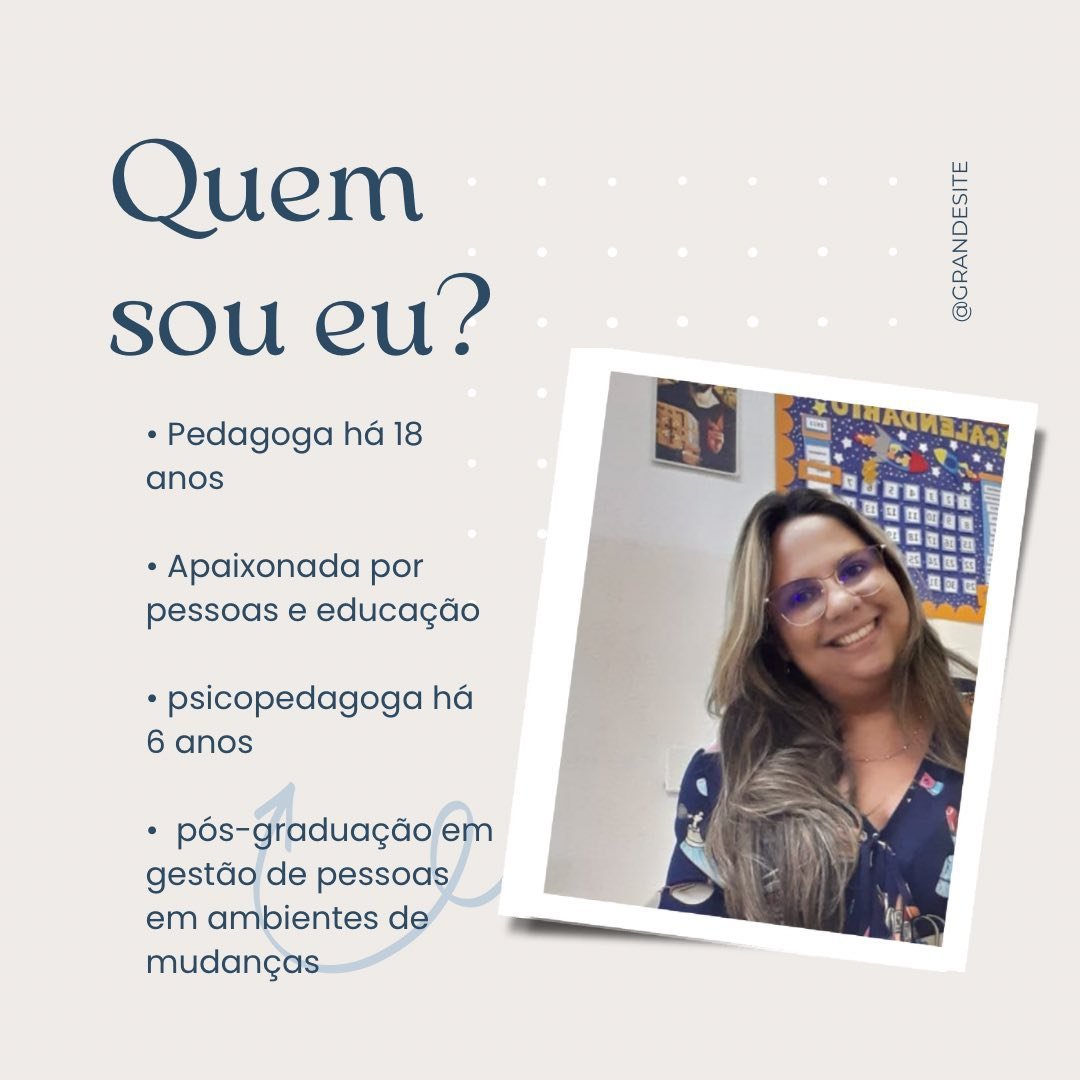 Quem
sou eu?
@GRANDESITE
• Pedagoga há 18
anos
• Apaixonada por
pessoas e educação
• psicopedagoga há
6 anos
• pós-graduação em
gestão de pessoas
em ambientes de
mudanças
CALENDÁRIO